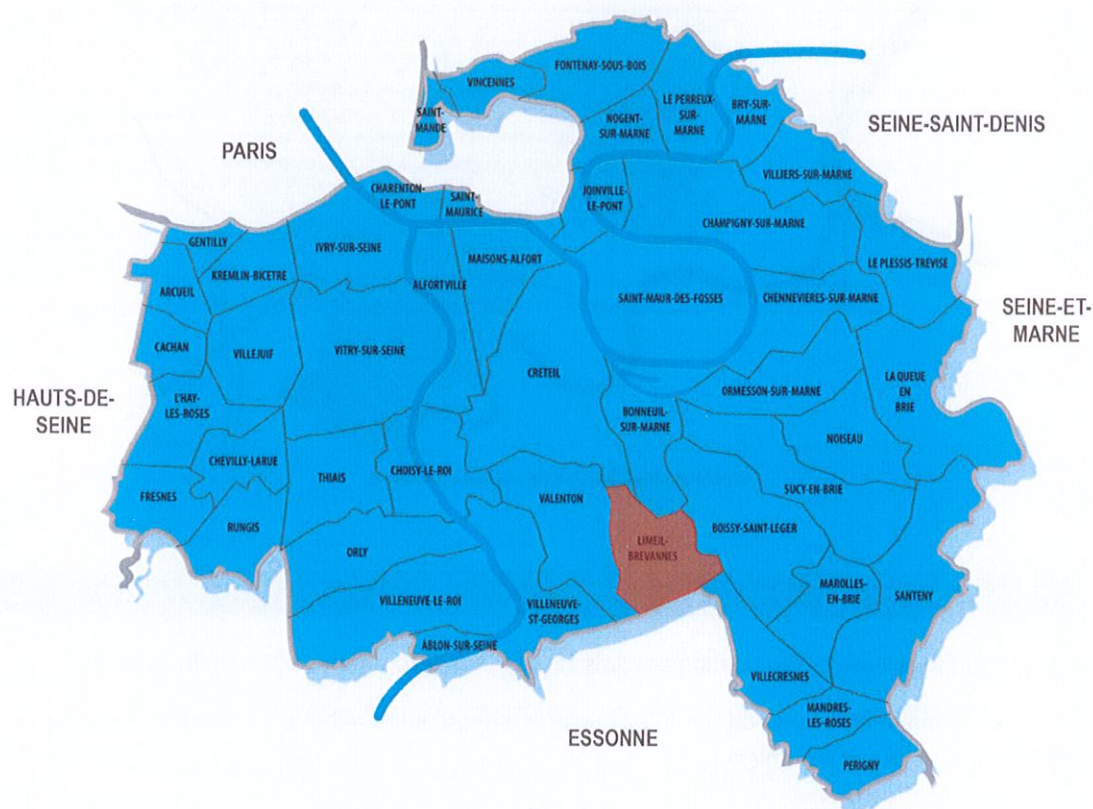 FONTENAY-SOUS-BOIS
VINCENNES
SAINT-
MANDE
LE PERREUX-
SUR-
MARNE
BRY-SUR-
MARNE
NOGENT-
SUR-MARNE
SEINE-SAINT-DENIS
PARIS
VILLIERS-SUR-MARNE
CHARENTON-
LE-PONT
SAINT-
MAURICE
JOINVILLE-
LE-PONT
CHAMPIGNY-SUR-MARNE
GENTILLY
IVRY-SUR-SEINE
MAISONS-ALFORT
LE PLESSIS-TREVISE
KREMLIN-BICETRE
ALFORTVILLE
ARCUEIL
SAINT-MAUR-DES-FOSSES
CHENNEVIERES-SUR-MARNE
SEINE-ET-
MARNE
CACHAN
VILLEJUIF
VITRY-SUR-SEINE
CRETEIL
LA QUEUE
EN
BRIE
ORMESSON-SUR-MARNE
HAUTS-DE-
SEINE
L'HAY-
LES-ROSES
BONNEUIL-
SUR-MARNE
NOISEAU
CHEVILLY-LARUE
THIAIS
CHOISY-LE-ROI
SUCY-EN-BRIE
FRESNES
VALENTON
RUNGIS
BOISSY-SAINT-LEGER
LIMEIL-
BREVANNES
ORLY
MAROLLES-
EN-BRIE
SANTENY
VILLENEUVE-LE-ROI
VILLENEUVE-
ST-GEORGES
ABLON-SUR-SEINE
VILLECRESNES
MANDRES-
LES-ROSES
ESSONNE
PERIGNY